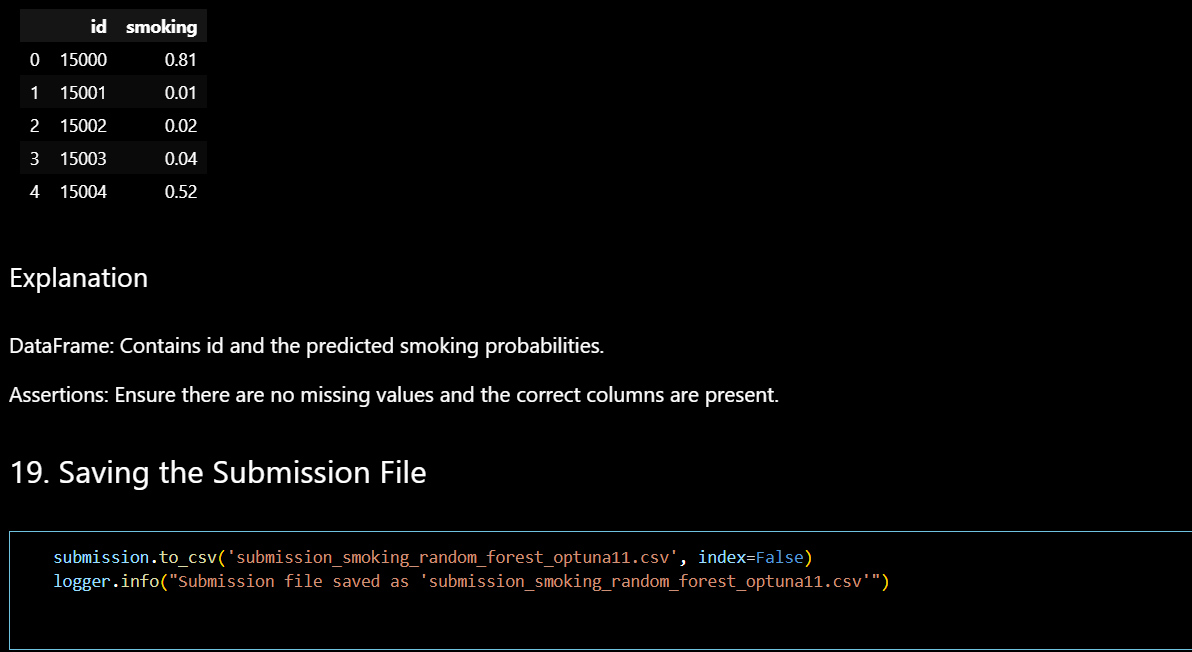 id smoking
0 15000 0.81
1 15001 0.01
2 15002 0.02
3 15003 0.04
4 15004 0.52
Explanation
DataFrame: Contains id and the predicted smoking probabilities.
Assertions: Ensure there are no missing values and the correct columns are present.
19. Saving the Submission File
submission.to_csv('submission_smoking_random_forest_optuna11.csv', index=False)
logger.info("Submission file saved as 'submission_smoking_random_forest_optuna11.csv'")